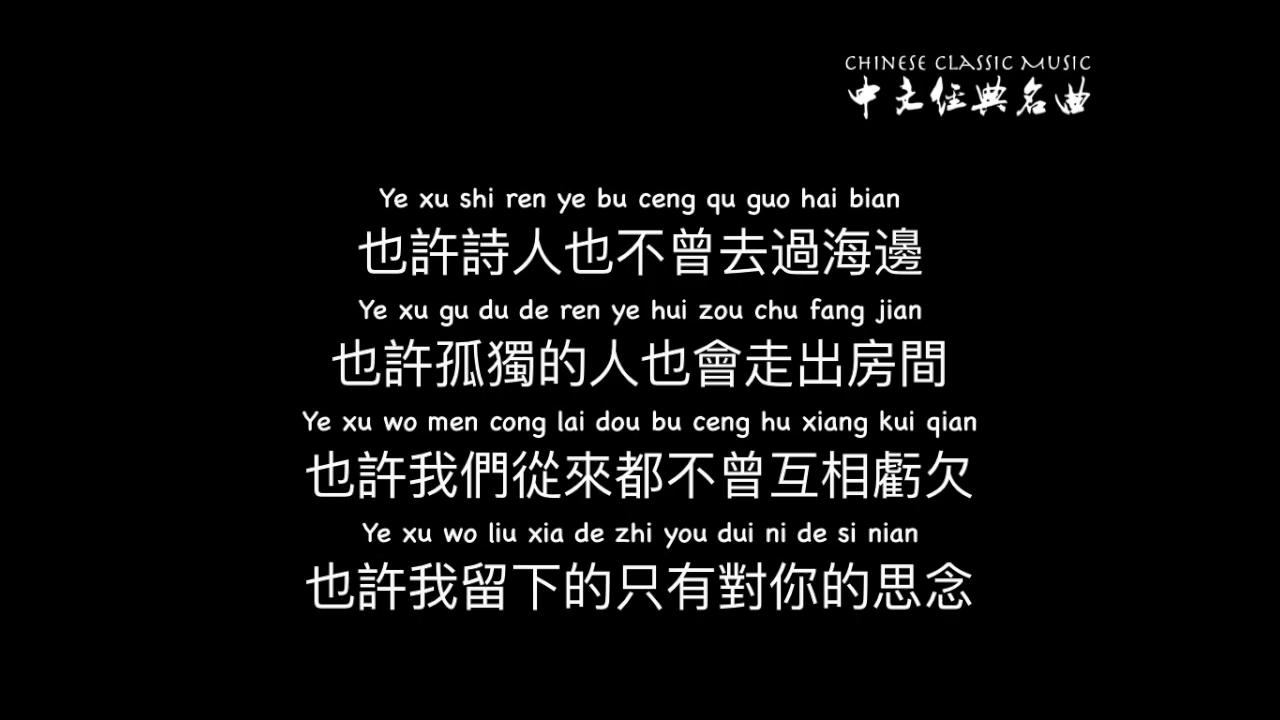 CHINESE CLASSIC MUSIC
中文經典名曲
Ye xu shi ren ye bu ceng qu guo hai bian
也許詩人也不曾去過海邊
Ye xu gu du de ren ye hui zou chu fang jian
也許孤獨的人也會走出房間
Ye xu wo men cong lai dou bu ceng hu xiang kui qian
也許我們從來都不曾互相虧欠
Ye xu wo liu xia de zhi you dui ni de si nian
也許我留下的只有對你的思念